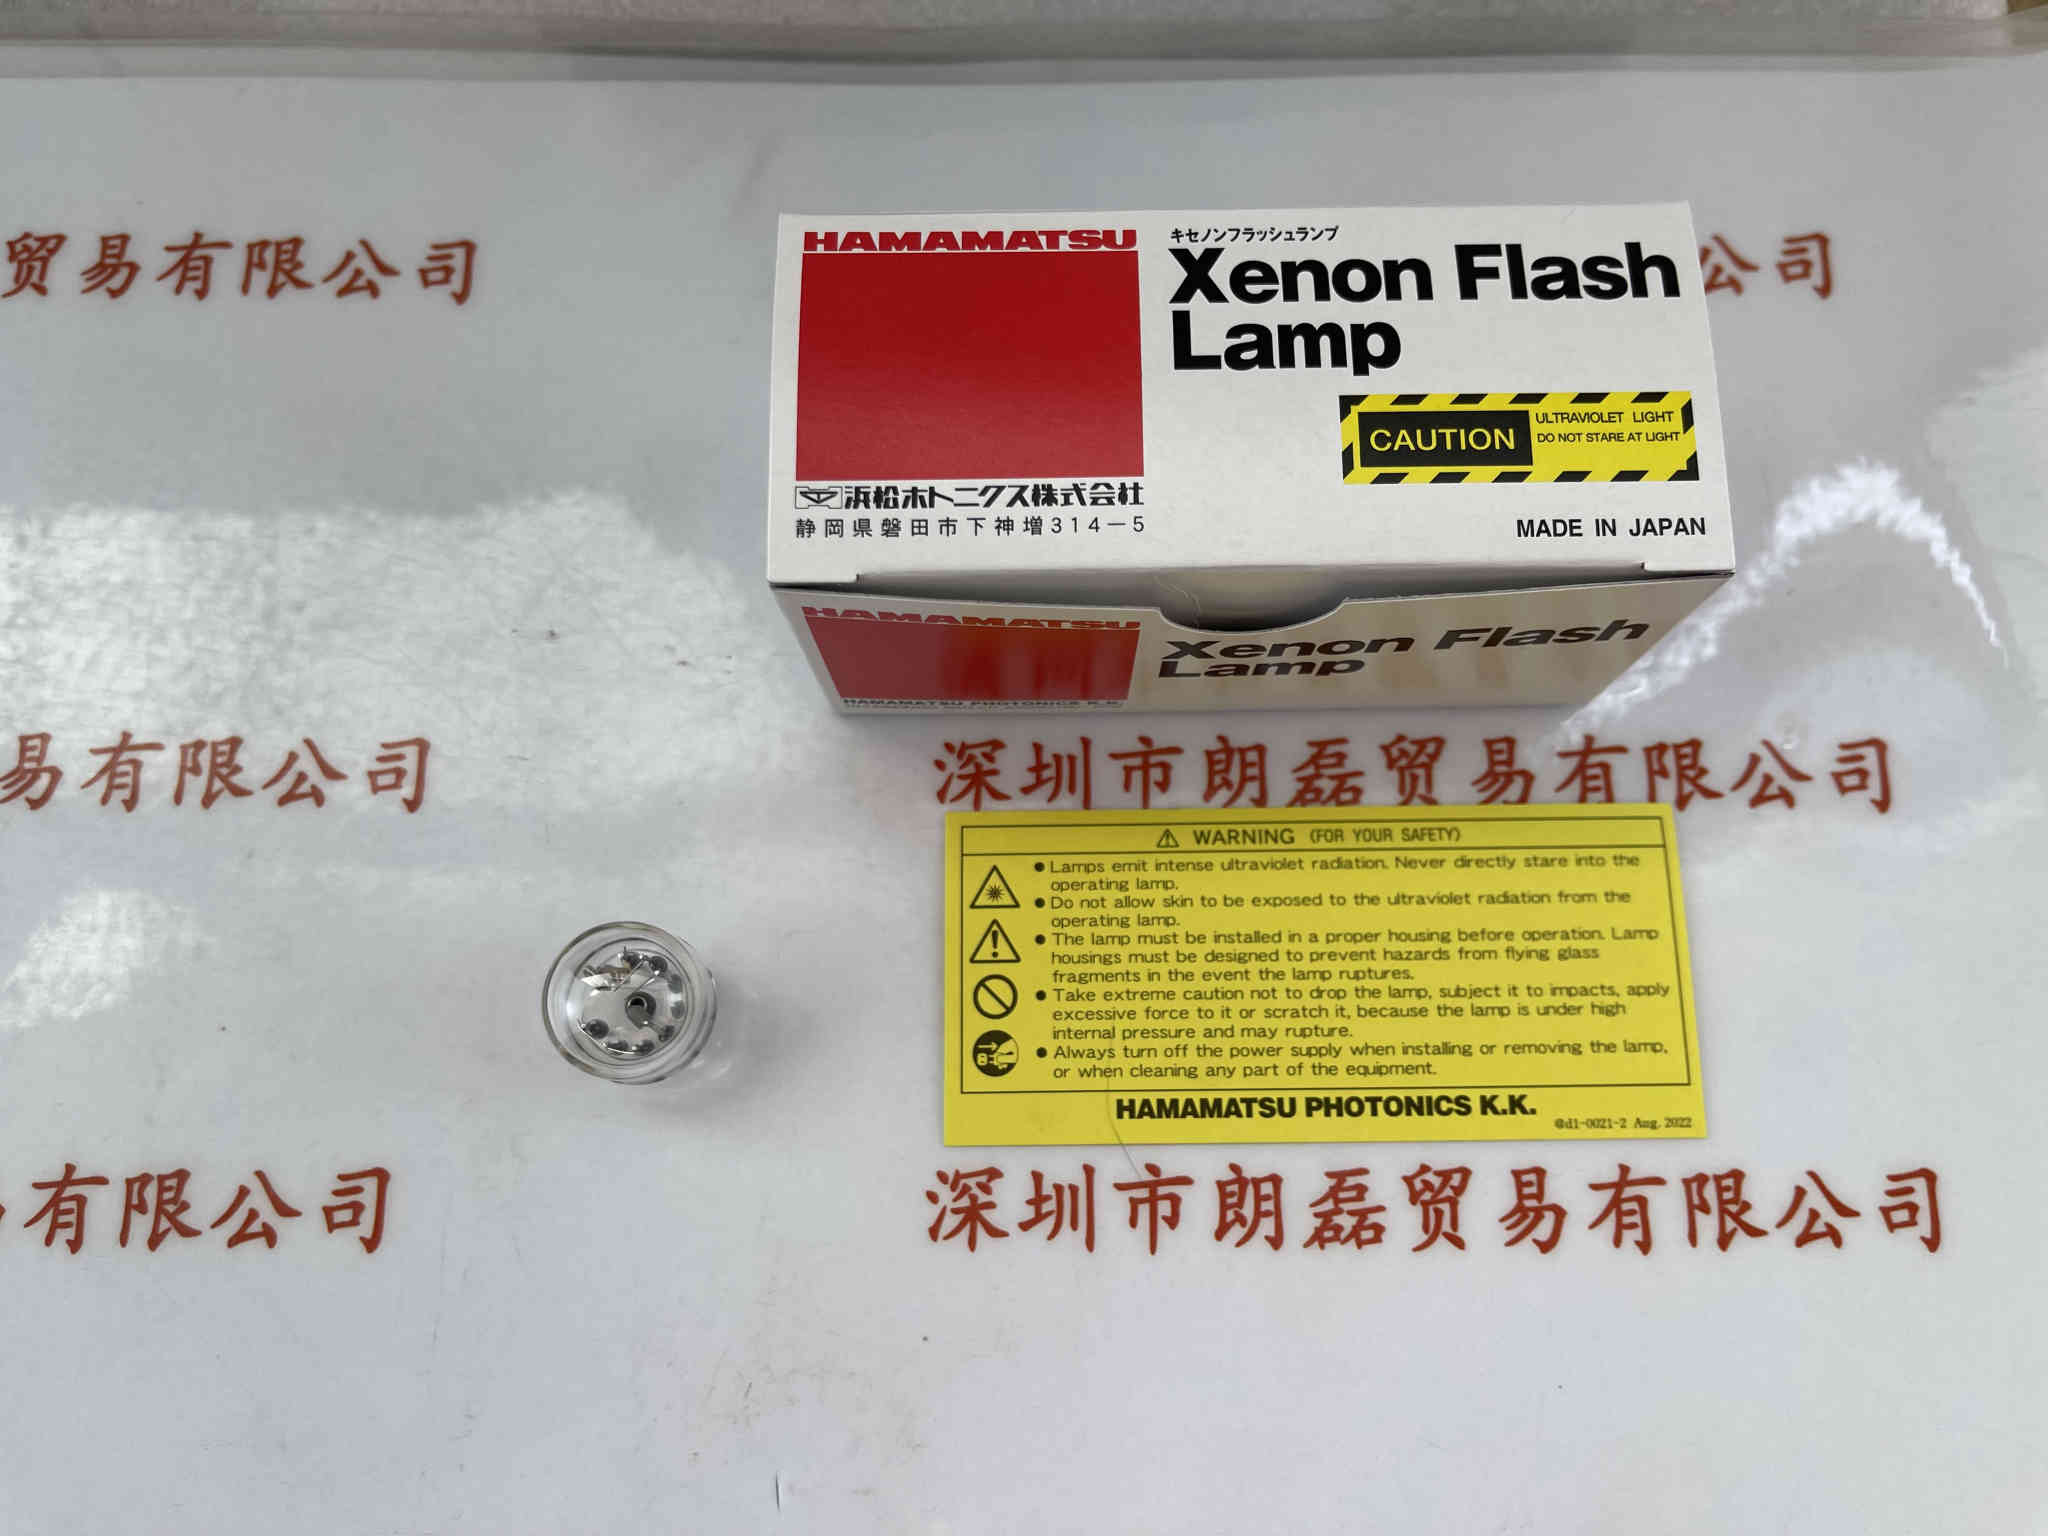 贸易有限公司
公司
HAMAMATSU
キセノンフラッシュランプ
Xenon Flash
Lamp
CAUTION
ULTRAVIOLET LIGHT
DO NOT STARE AT LIGHT
浜松ホトニクス株式会社
静岡県磐田市下神増314－5
MADE IN JAPAN
HAMAMATSU
Xenon Flash
Lamp
HAMAMATSU PHOTONICS K.K.
易有限公司
深圳市朗磊贸易有限公司
WARNING (FOR YOUR SAFETY)
● Lamps emit intense ultraviolet radiation. Never directly stare into the
operating lamp.
● Do not allow skin to be exposed to the ultraviolet radiation from the
operating lamp.
● The lamp must be installed in a proper housing before operation. Lamp
housings must be designed to prevent hazards from flying glass
fragments in the event the lamp ruptures.
● Take extreme caution not to drop the lamp, subject it to impacts, apply
excessive force to it or scratch it, because the lamp is under high
internal pressure and may rupture.
● Always turn off the power supply when installing or removing the lamp,
or when cleaning any part of the equipment.
HAMAMATSU PHOTONICS K.K.
@d1-0021-2 Aug. 2022
有限公司
深圳市朗磊贸易有限公司